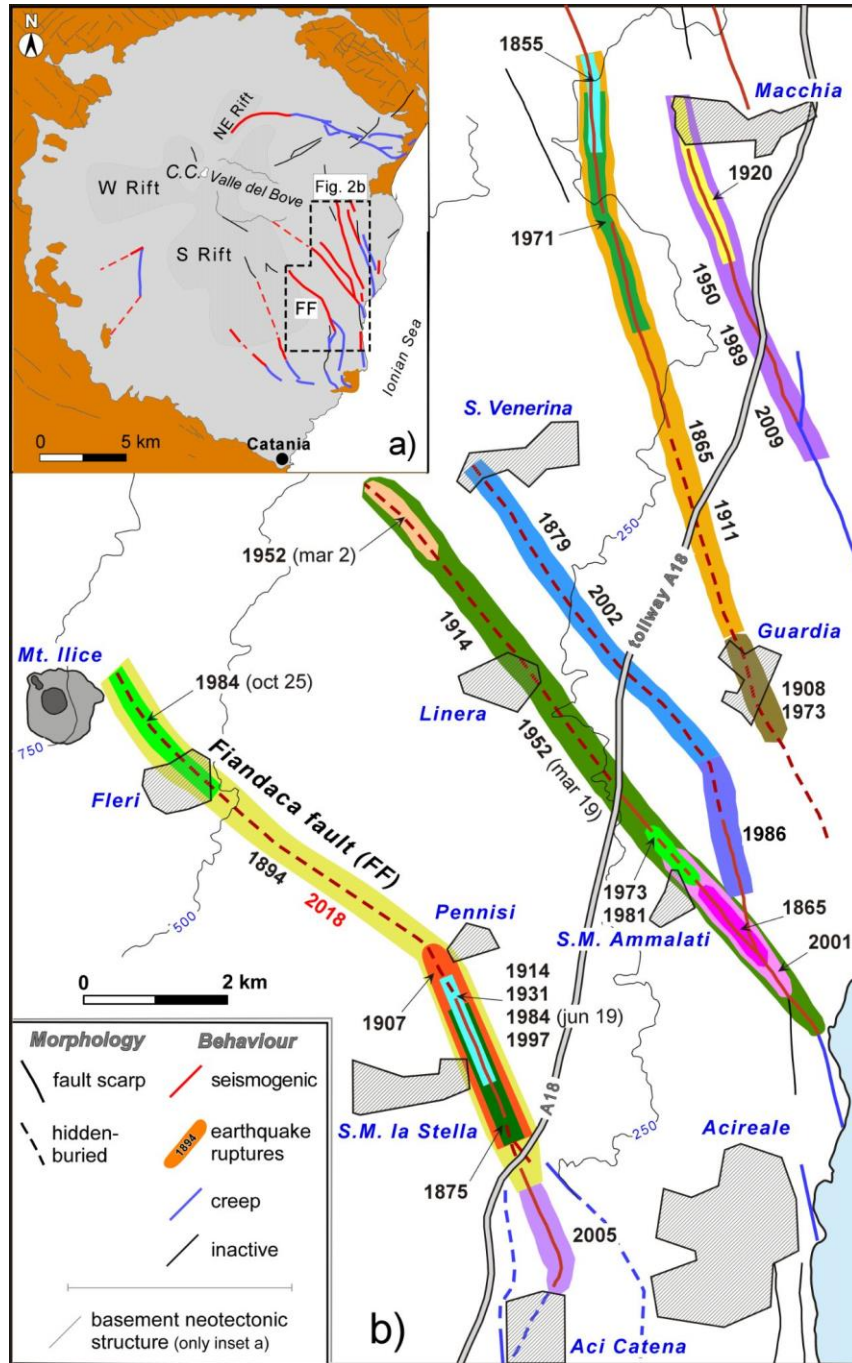 N
NE Rift
C.C.
Valle del Bove
W Rift
Fig. 2b
S Rift
FF
Ionian Sea
0 5 km
Catania
a)
1855
Macchia
1920
1971
1950
1989
2009
S. Venerina
1865
1911
250
1879
1952 (mar 2)
2002
tollway A18
Mt. Ilice
1914
Guardia
1984 (oct 25)
Linera
1908
1973
750
Fiandaca fault (FF)
1952 (mar 19)
Fleri
1986
1894
2018
1973
1981
1865
Pennisi
S.M. Ammalati
2001
500
0 2 km
1914
1931
1984 (jun 19)
1997
1907
Morphology
Behaviour
fault scarp
seismogenic
hidden-
buried
1894
earthquake
ruptures
creep
inactive
basement neotectonic
structure (only inset a)
S.M. la Stella
A18
250
Acireale
1875
2005
b)
Aci Catena